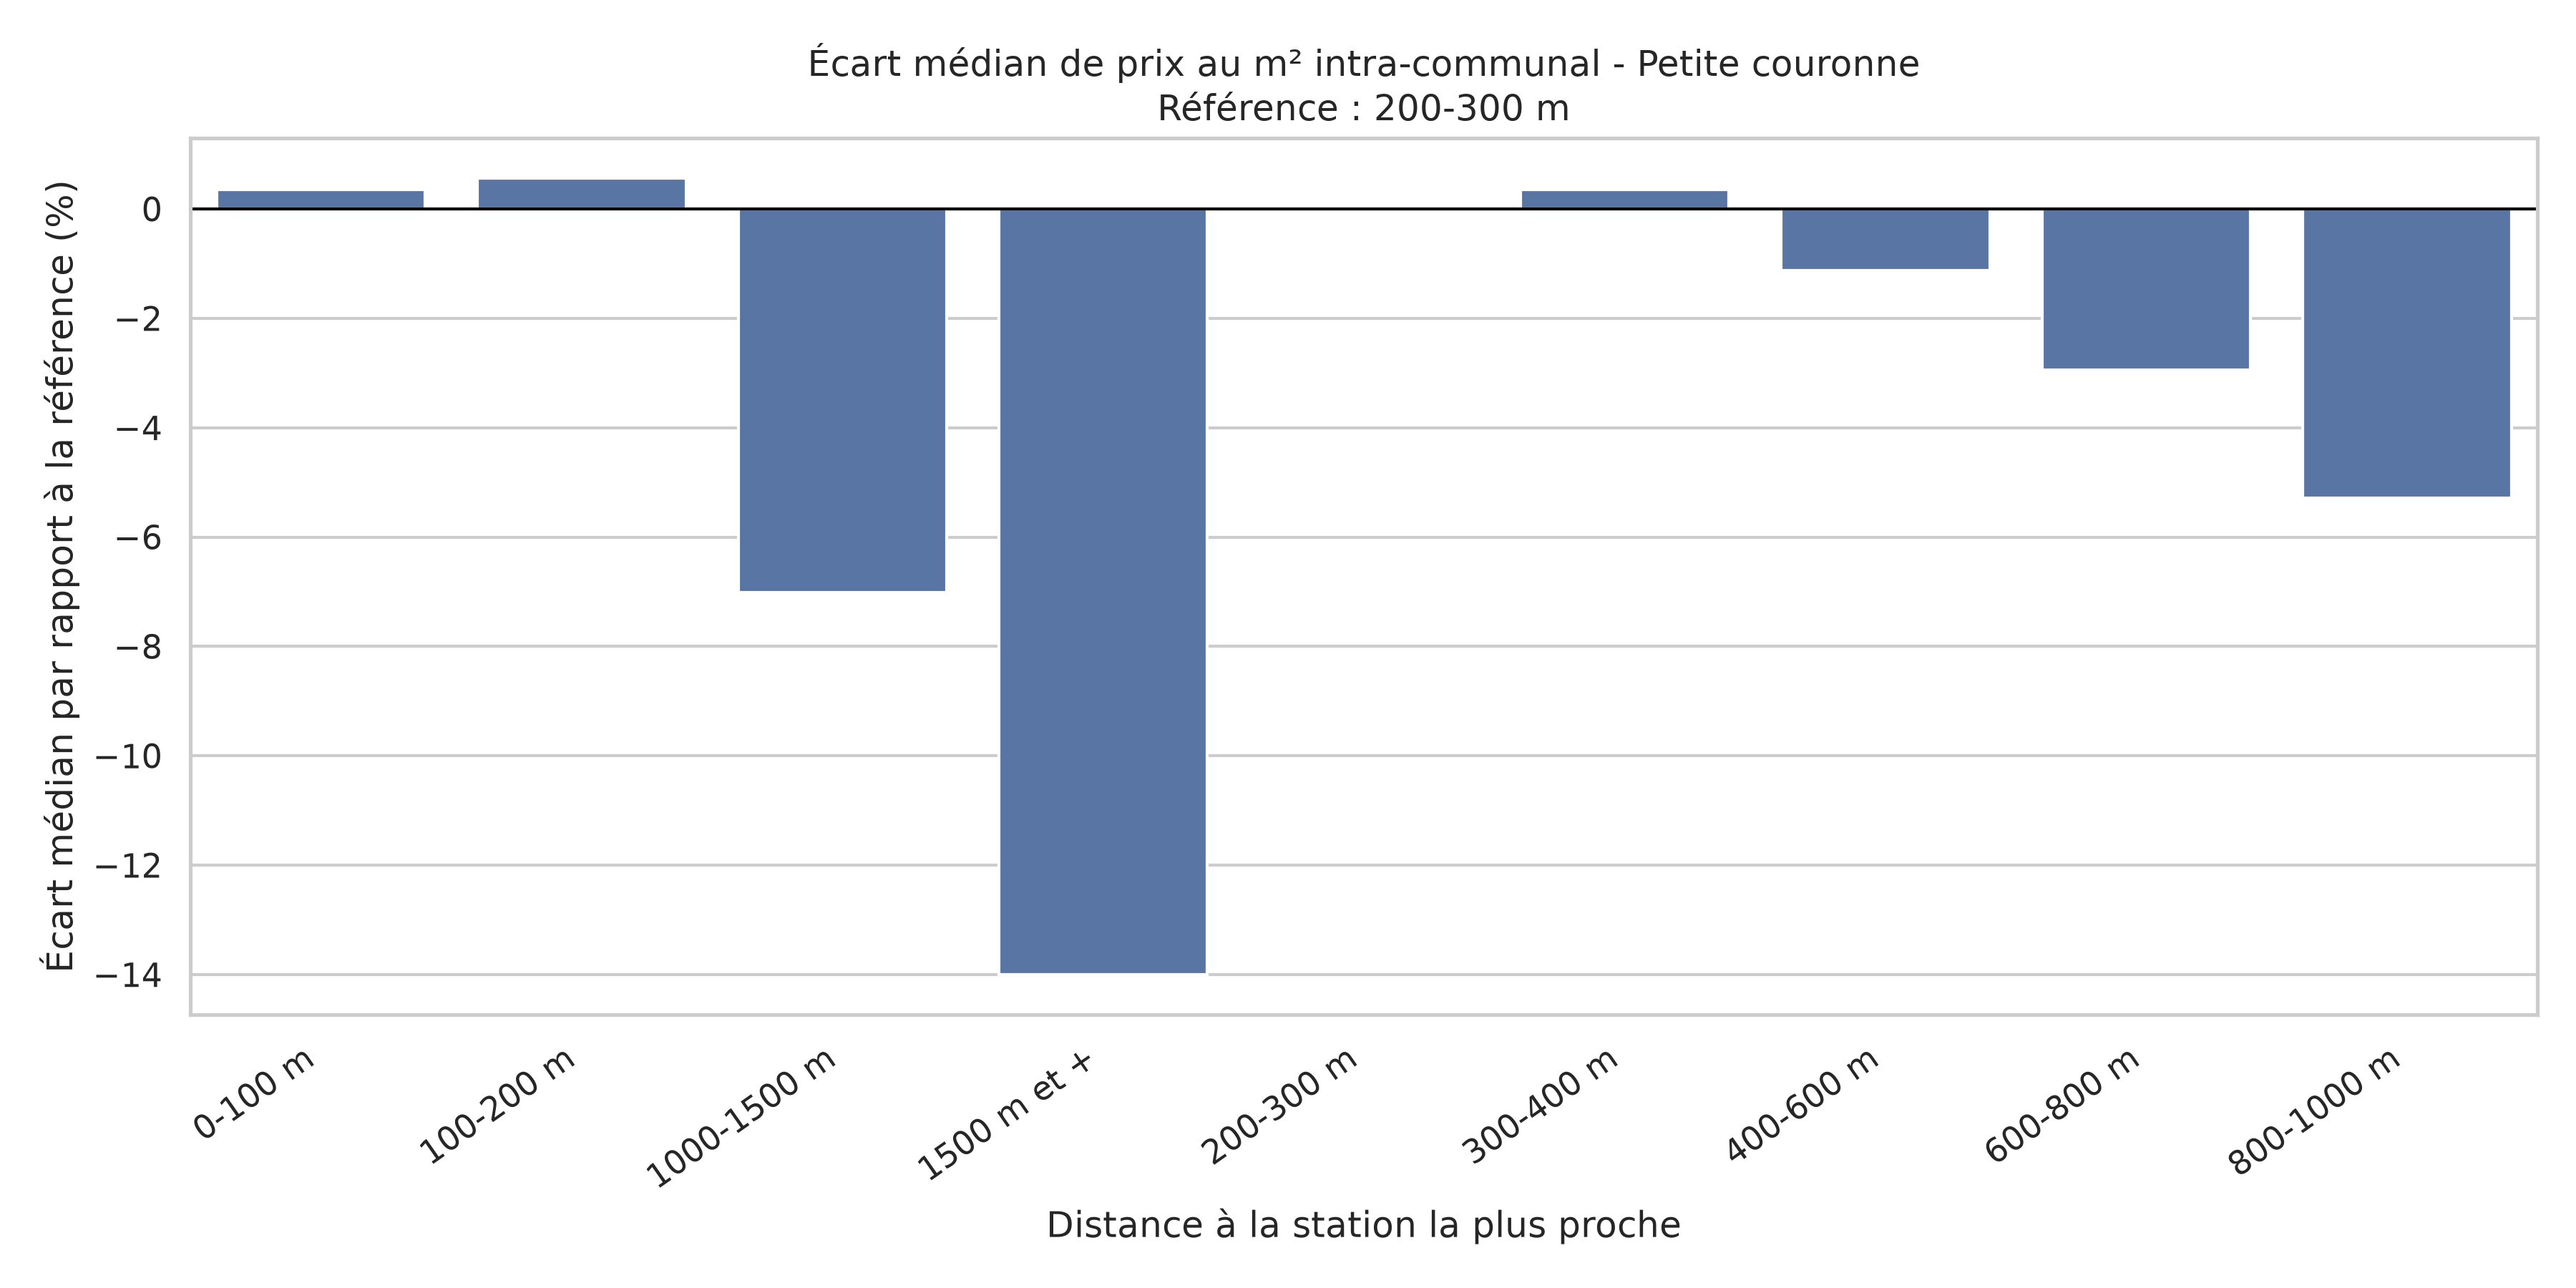 Écart médian de prix au m² intra-communal - Petite couronne
Référence : 200-300 m
Écart médian par rapport à la référence (%)
0
−2
−4
−6
−8
−10
−12
−14
0-100 m
100-200 m
1000-1500 m
1500 m et +
200-300 m
300-400 m
400-600 m
600-800 m
800-1000 m
Distance à la station la plus proche